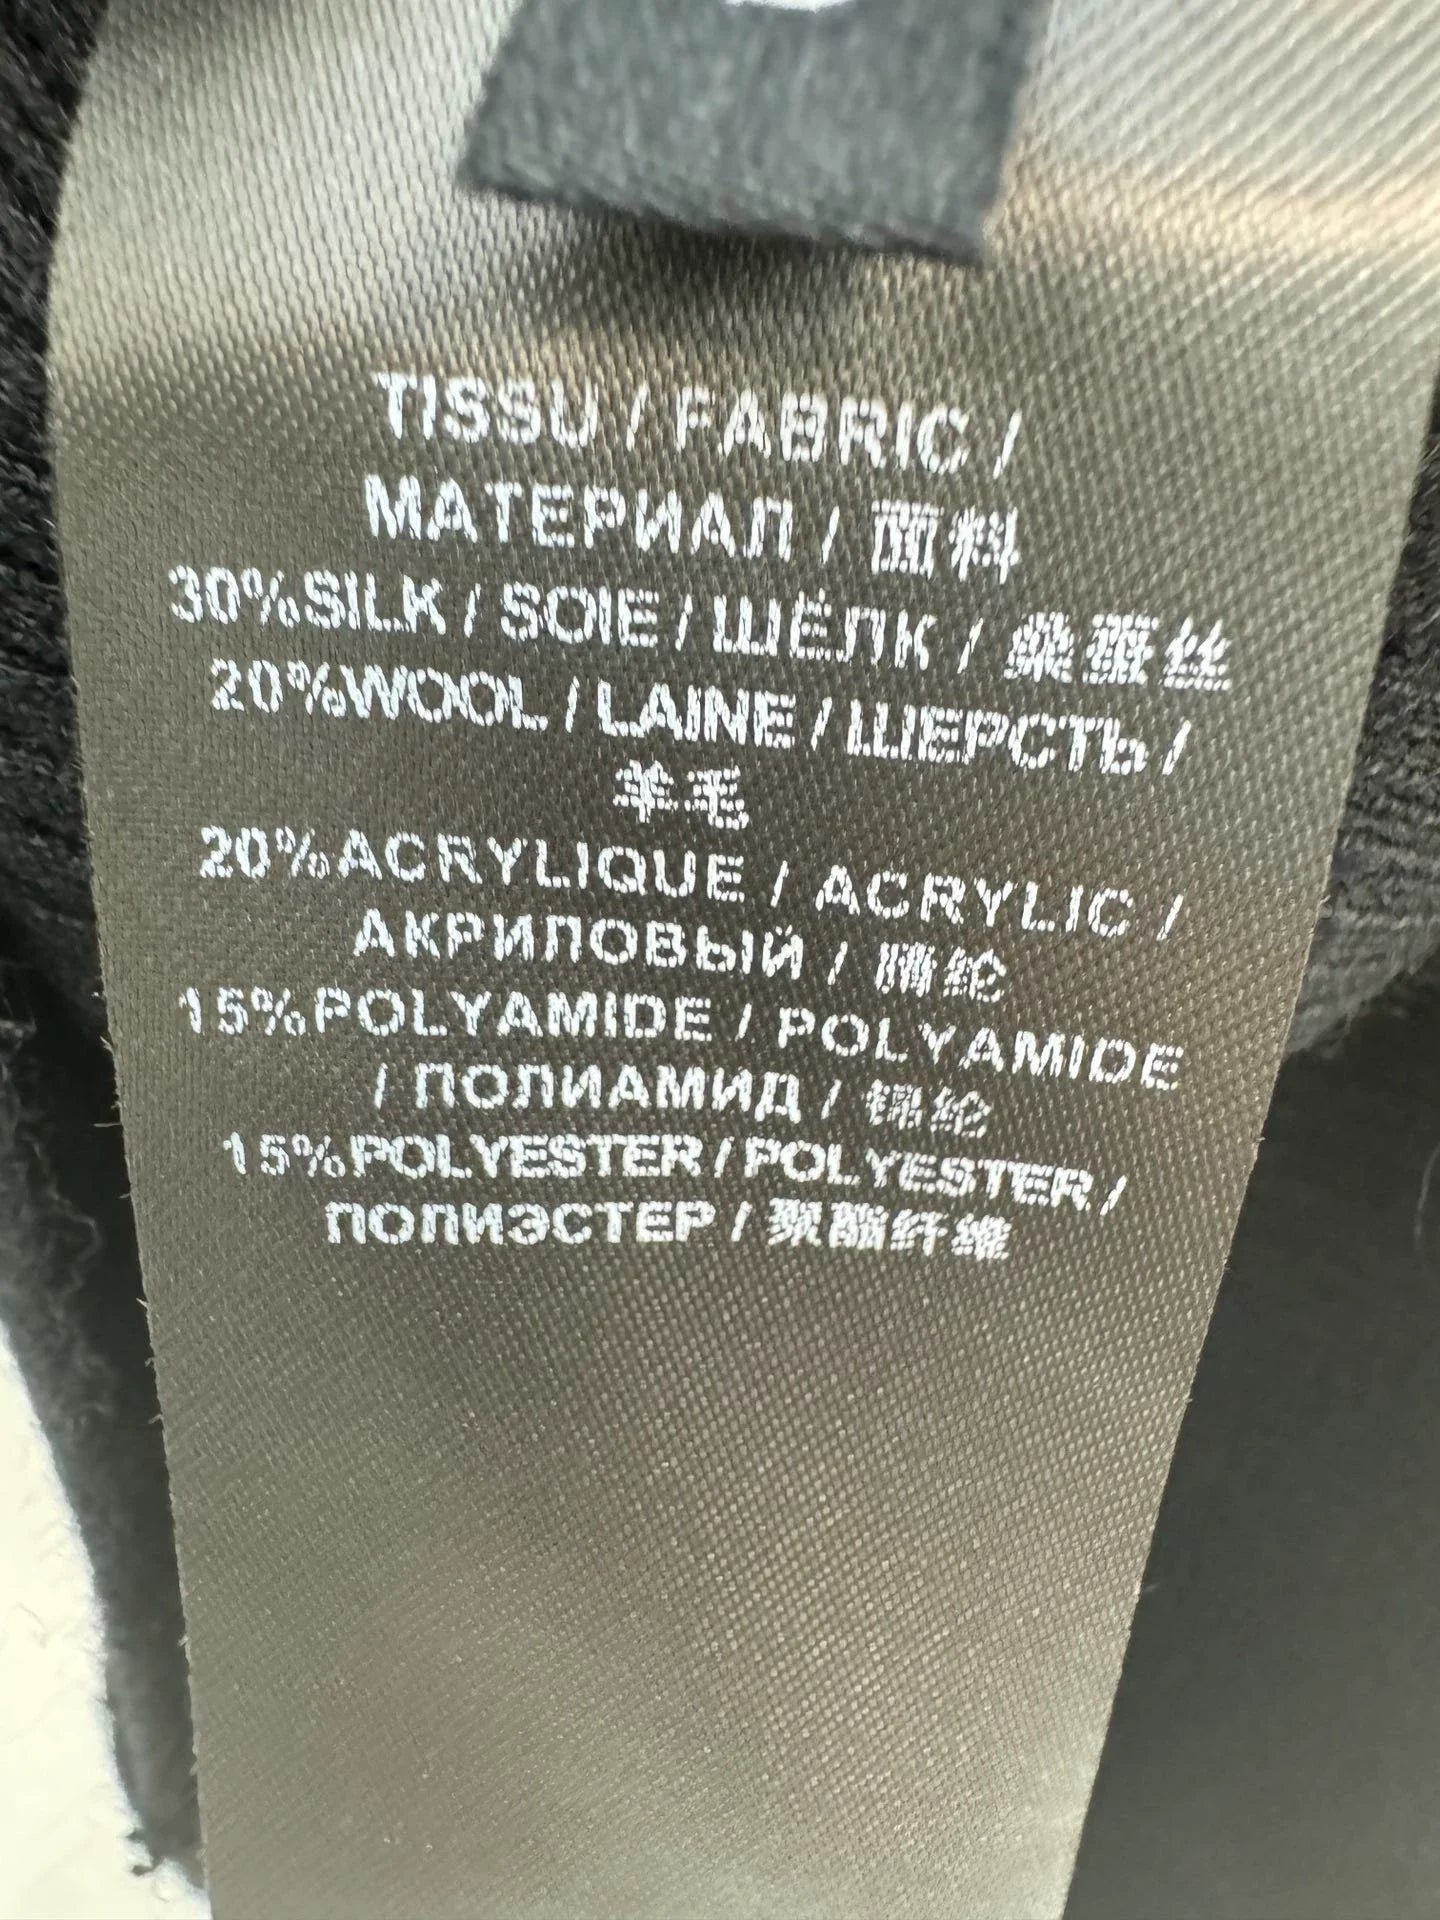 TISSU / FABRIC /
МАТЕРИАЛ / 面料
30%SILK / SOIE / ШЁЛК / 桑蚕丝
20%WOOL / LAINE / ШЕРСТЬ /
羊毛
20%ACRYLIQUE / ACRYLIC /
АКРИЛОВЫЙ / 腈纶
15%POLYAMIDE / POLYAMIDE
/ ПОЛИАМИД / 锦纶
15%POLYESTER / POLYESTER /
ПОЛИЭСТЕР / 聚酯纤维